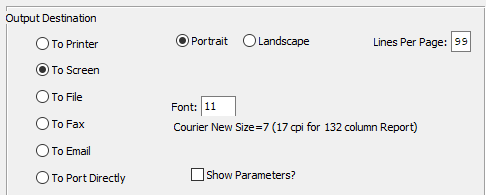 Output Destination
To Printer
Portrait Landscape Lines Per Page: 99
To Screen
To File
Font: 11
To Fax
Courier New Size=7 (17 cpi for 132 column Report)
To Email
To Port Directly
Show Parameters?